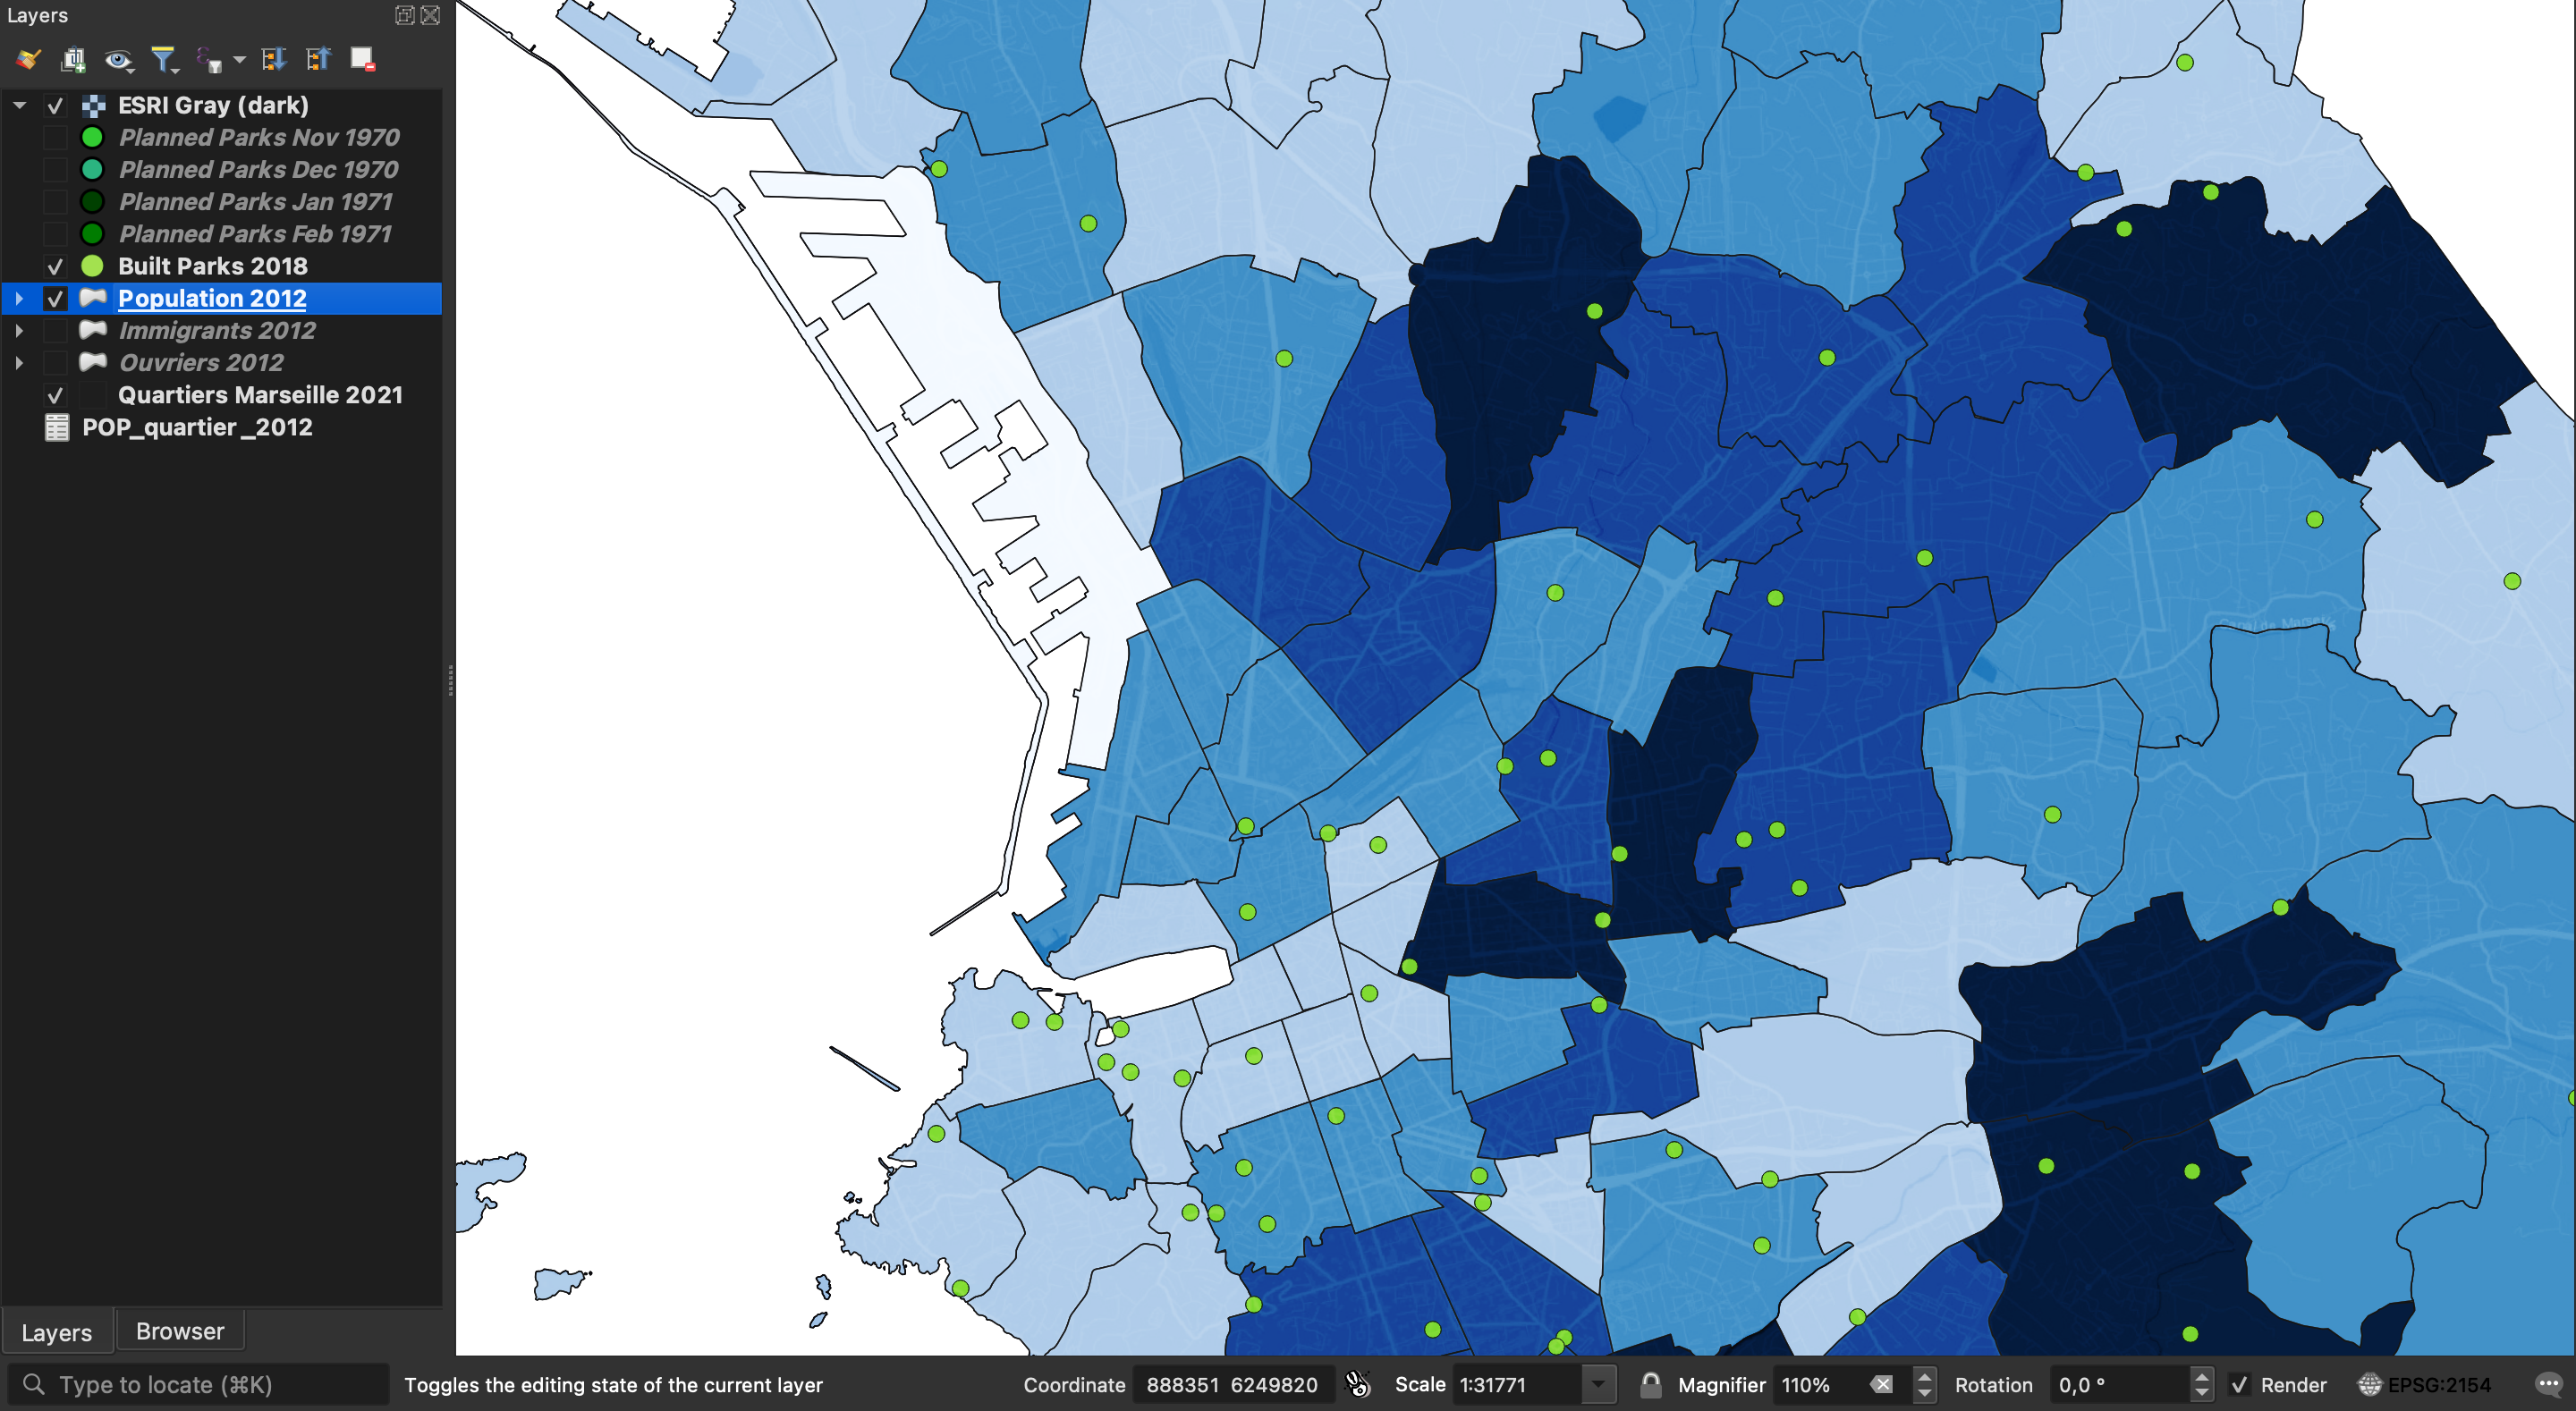 Layers
ESRI Gray (dark)
Planned Parks Nov 1970
Planned Parks Dec 1970
Planned Parks Jan 1971
Planned Parks Feb 1971
Built Parks 2018
Population 2012
Immigrants 2012
Ouvriers 2012
Quartiers Marseille 2021
POP_quartier _2012
Layers Browser
Type to locate (⌘K) Toggles the editing state of the current layer Coordinate 888351 6249820 Scale 1:31771 Magnifier 110% Rotation 0,0 ° Render EPSG:2154